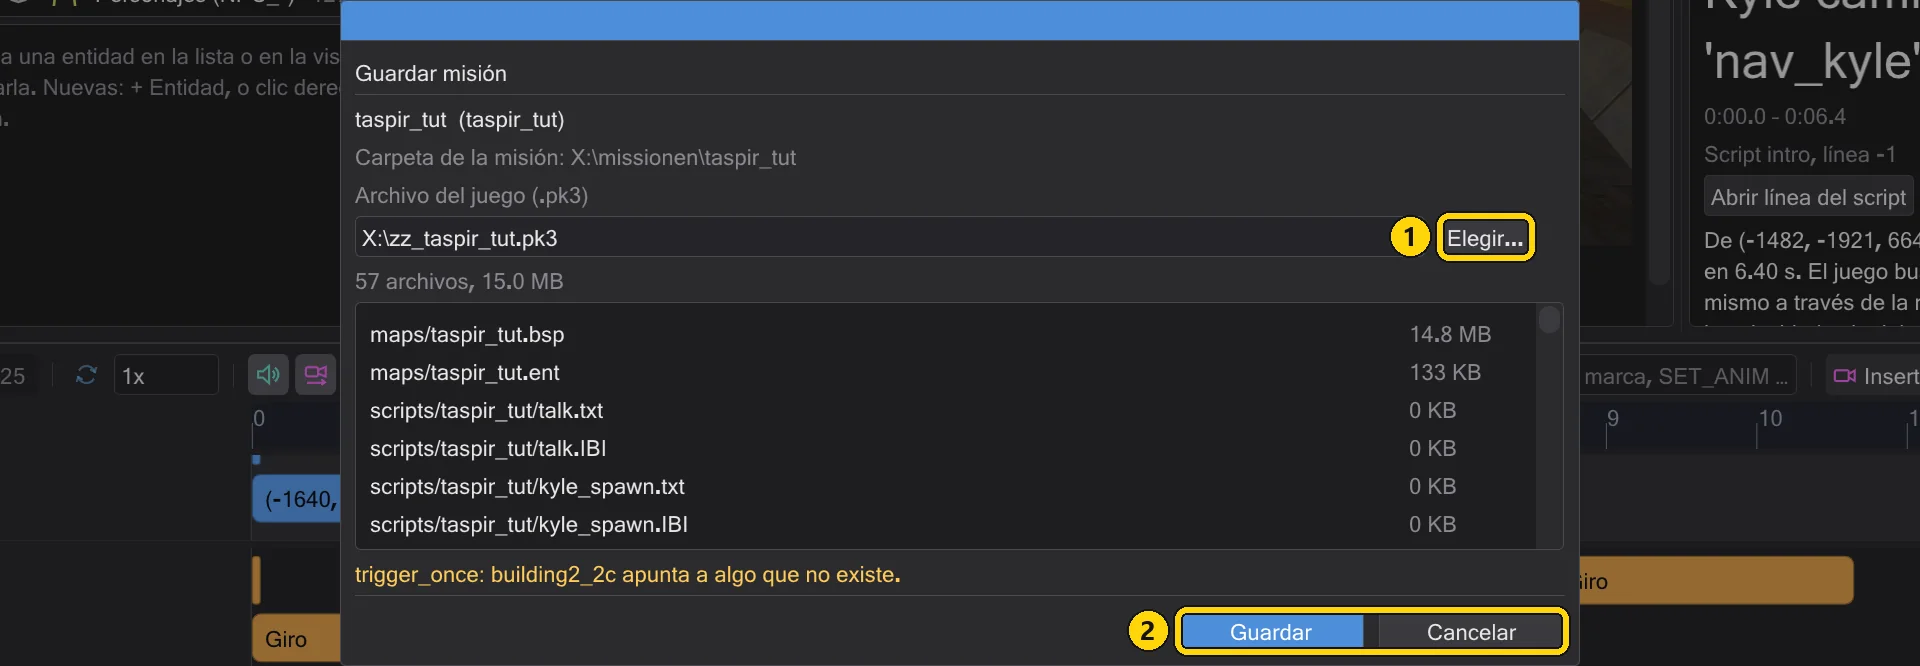 a una entidad en la lista o en la vis
arla. Nuevas: + Entidad, o clic dere
Guardar misión
taspir_tut (taspir_tut)
Carpeta de la misión: X:\missionen\taspir_tut
Archivo del juego (.pk3)
X:\zz_taspir_tut.pk3
1
Elegir...
57 archivos, 15.0 MB
maps/taspir_tut.bsp 14.8 MB
maps/taspir_tut.ent 133 KB
scripts/taspir_tut/talk.txt 0 KB
scripts/taspir_tut/talk.IBI 0 KB
scripts/taspir_tut/kyle_spawn.txt 0 KB
scripts/taspir_tut/kyle_spawn.IBI 0 KB
trigger_once: building2_2c apunta a algo que no existe.
2
Guardar
Cancelar
'nav_kyle'
0:00.0 - 0:06.4
Script intro, línea -1
Abrir línea del script
De (-1482, -1921, 664
en 6.40 s. El juego bu
mismo a través de la r
25
1x
marca, SET_ANIM ...
Insert
0
9
10
(-1640,
Giro
Giro